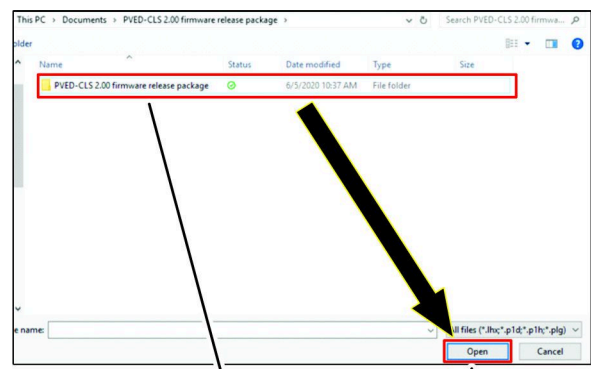 This PC > Documents > PVED-CLS 2.00 firmware release package >
Search PVED-CLS 2.00 firmwa...
older
Name Status Date modified Type Size
PVED-CLS 2.00 firmware release package 6/5/2020 10:37 AM File folder
e name:
All files (*.lhx;*.p1d;*.p1h;*.plg)
Open Cancel